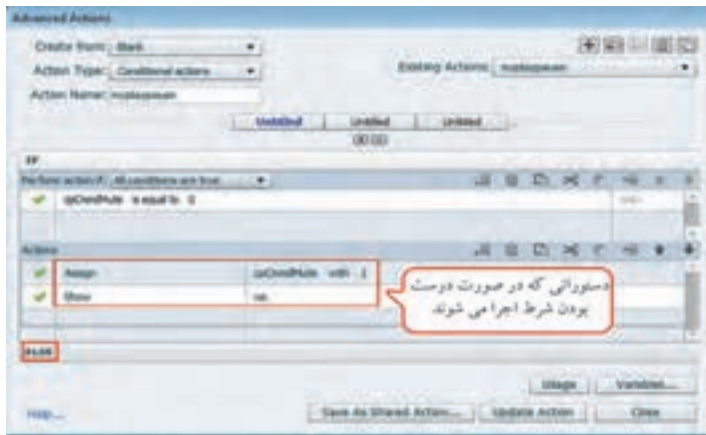 Advanced Actions
Create from: Blank
Action Type: Conditional actions
Existing Actions:
Action Name:
Untitled Untitled Untitled
IF
Perform action if: All conditions are true
cpCmndMute is equal to 0
Actions
Assign cpCmndMute with 1
Show
دستوراتی که در صورت درست
بودن شرط اجرا می شوند
ELSE
Usage Variables...
Help... Save As Shared Action... Update Action Close